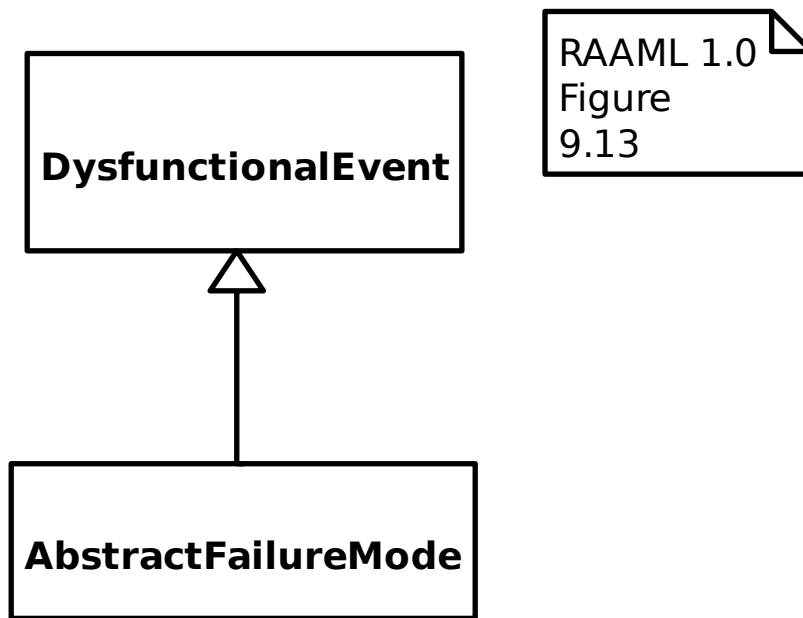 DysfunctionalEvent
RAAML 1.0
Figure
9.13
AbstractFailureMode